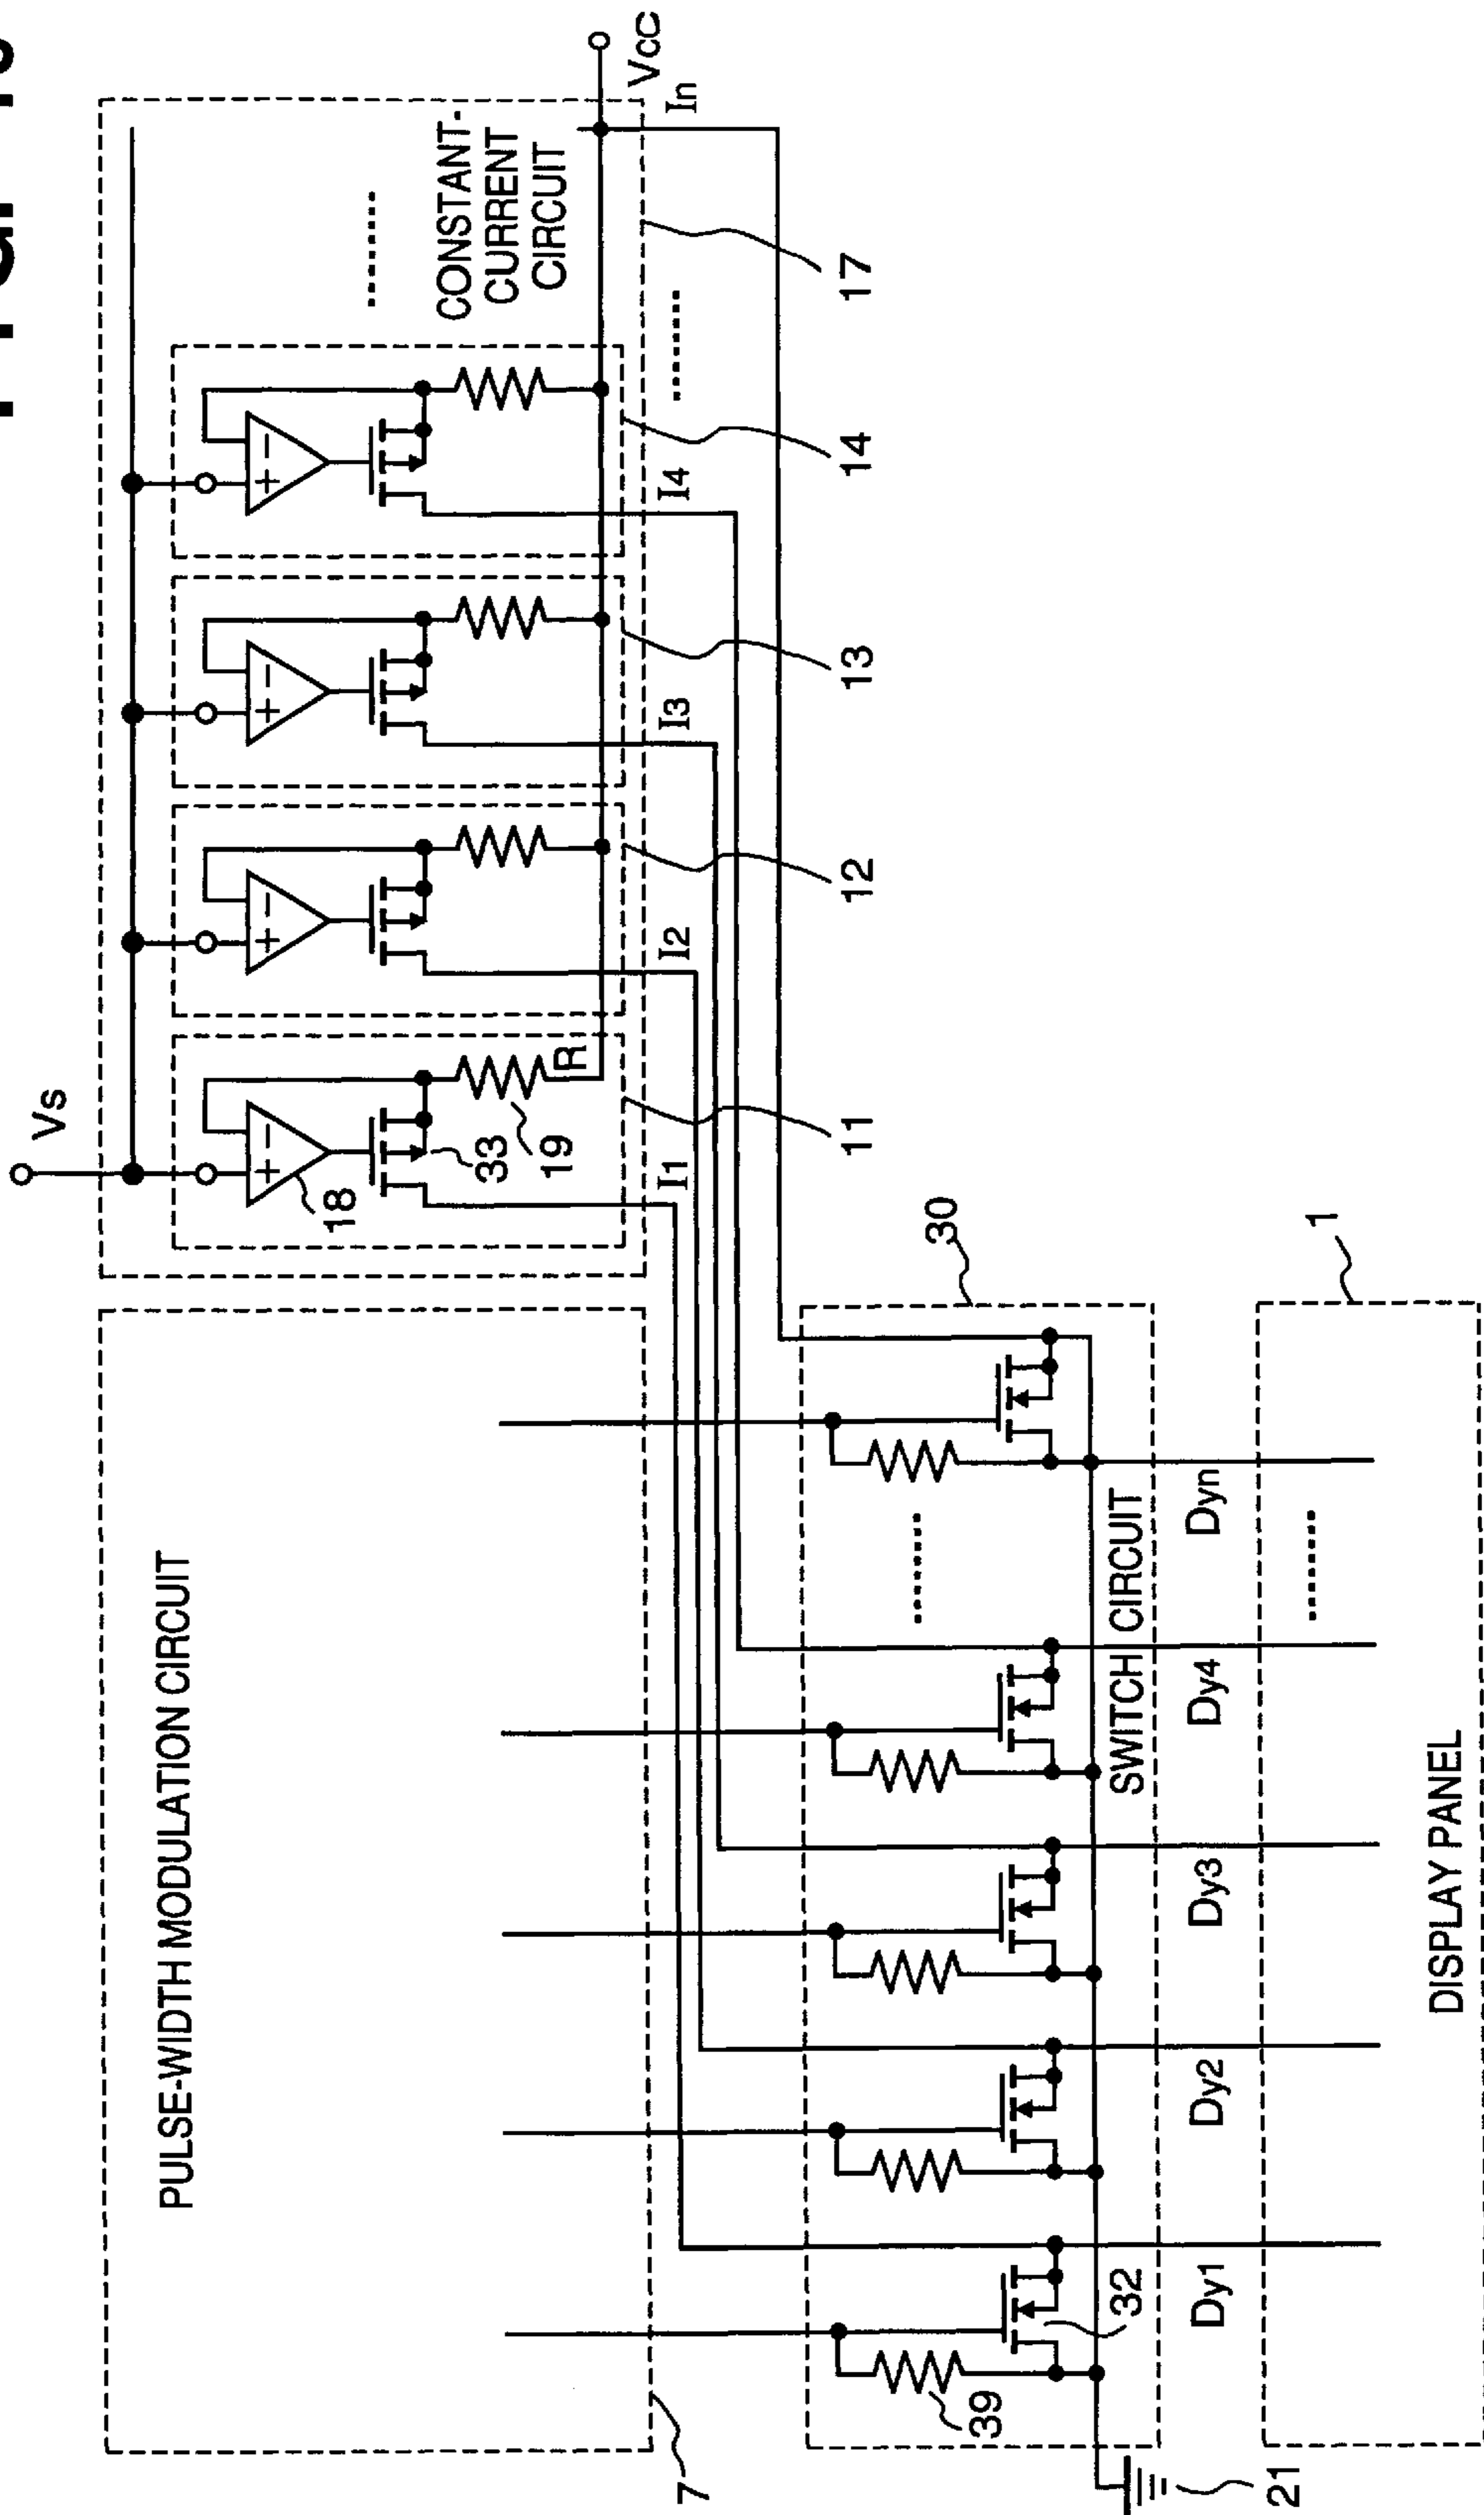 Vs
Vcc
CONSTANT-
CURRENT
CIRCUIT
18
33
19
R
11
12
13
14
17
I1
I2
I3
I4
In
PULSE-WIDTH MODULATION CIRCUIT
7
30
SWITCH CIRCUIT
39
32
21
Dy1
Dy2
Dy3
Dy4
Dyn
1
DISPLAY PANEL